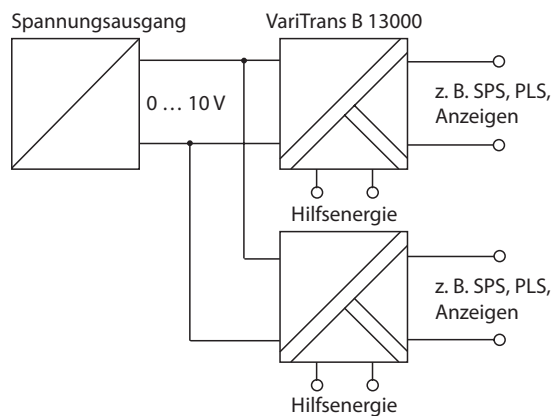 Spannungsausgang
VariTrans B 13000
0 … 10 V
z. B. SPS, PLS,
Anzeigen
Hilfsenergie
z. B. SPS, PLS,
Anzeigen
Hilfsenergie